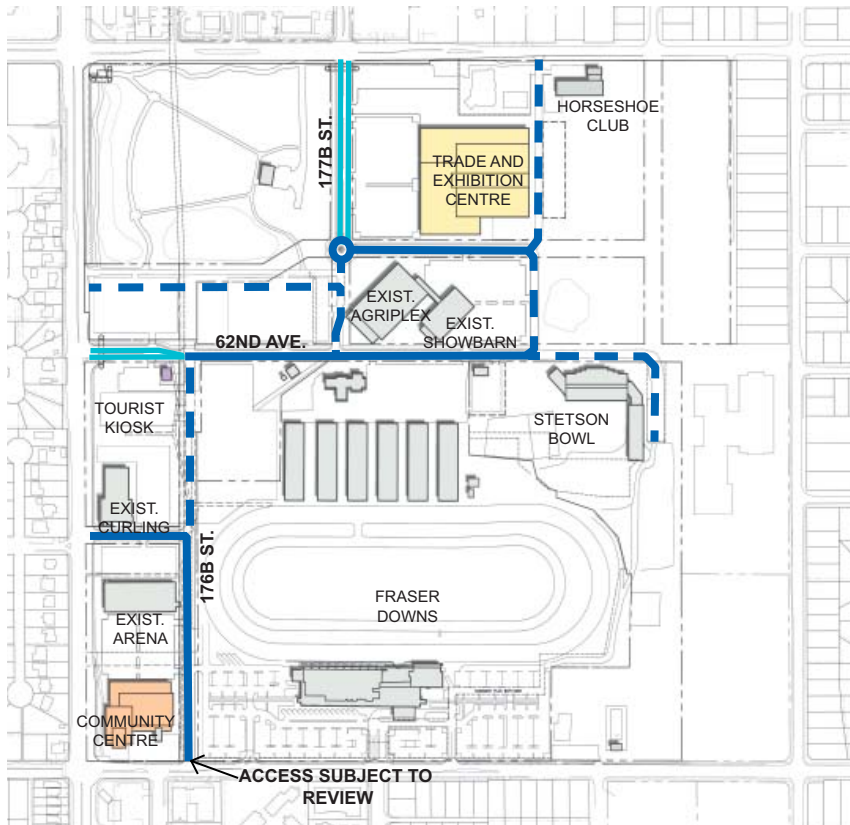 HORSESHOE
CLUB
177B ST.
TRADE AND
EXHIBITION
CENTRE
EXIST.
AGRIPLEX
EXIST.
SHOWBARN
62ND AVE.
TOURIST
KIOSK
STETSON
BOWL
EXIST.
CURLING
176B ST.
FRASER
DOWNS
EXIST.
ARENA
COMMUNITY
CENTRE
ACCESS SUBJECT TO
REVIEW